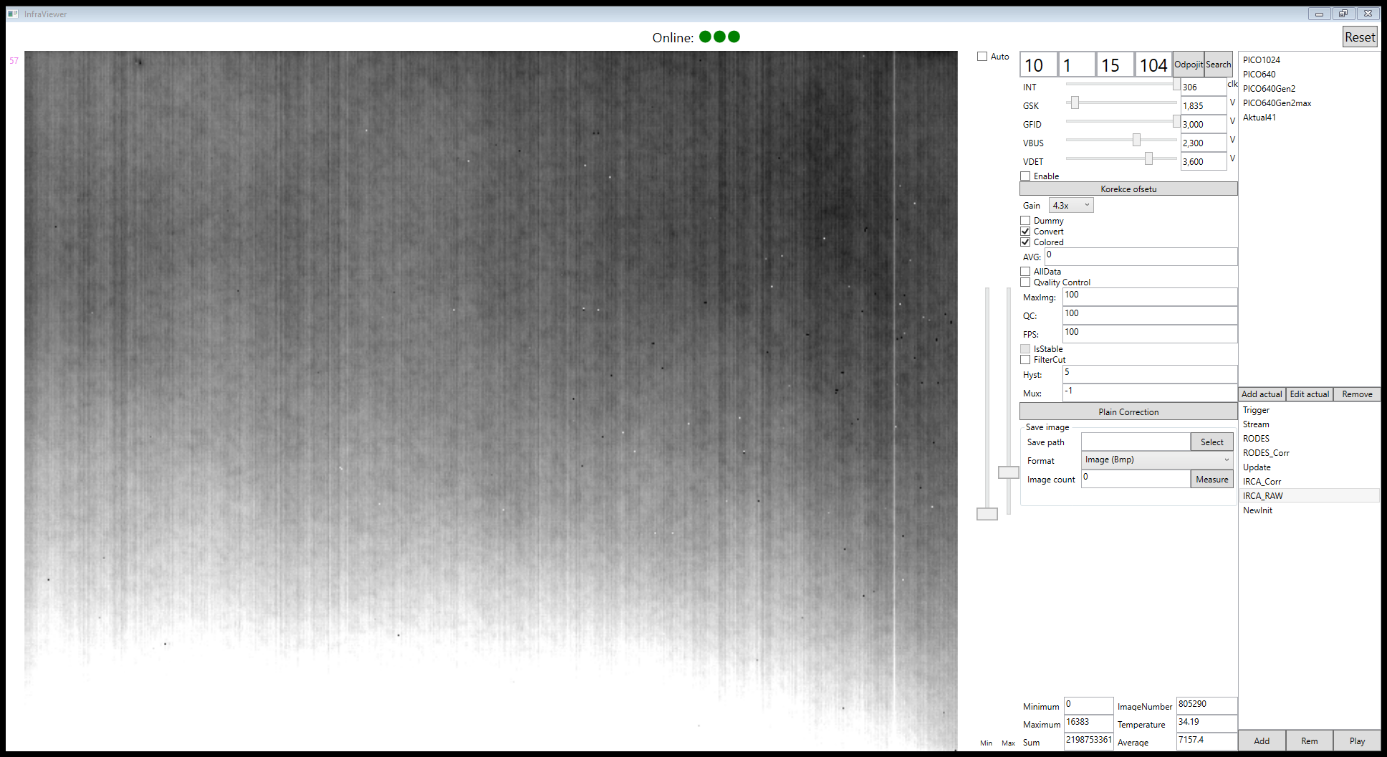 InfraViewer
Online:
Reset
57
Auto
10 1 15 104 Odpojit Search
INT 306 clk
GSK 1,835 V
GFID 3,000 V
VBUS 2,300 V
VDET 3,600 V
Enable
Korekce ofsetu
Gain 4.3x
Dummy
Convert
Colored
AVG: 0
AllData
Qvality Control
MaxImg: 100
QC: 100
FPS: 100
IsStable
FilterCut
Hyst: 5
Mux: -1
Plain Correction
Save image
Save path Select
Format Image (Bmp)
Image count 0 Measure
Minimum 0 ImageNumber 805290
Maximum 16383 Temperature 34.19
Min Max Sum 2198753361 Average 7157.4
PICO1024
PICO640
PICO640Gen2
PICO640Gen2max
Aktual41
Add actual Edit actual Remove
Trigger
Stream
RODES
RODES_Corr
Update
IRCA_Corr
IRCA_RAW
NewInit
Add Rem Play